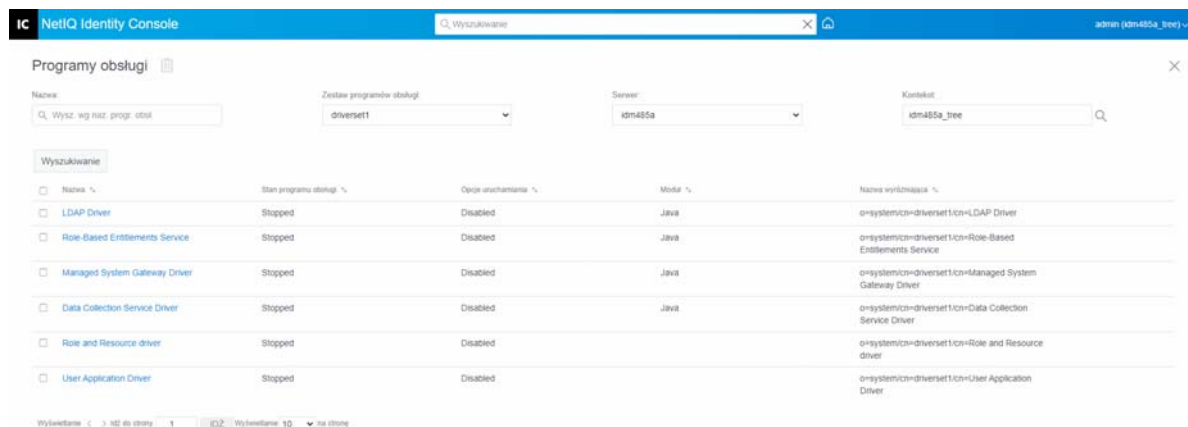 IC NetIQ Identity Console Wyszukiwanie admin (idm485a_tree)
Programy obsługi
Nazwa: Zestaw programów obsługi: Serwer: Kontekst:
Wysz. wg naz. progr. obsł driverset1 idm485a idm485a_tree
Wyszukiwanie
Nazwa Stan programu obsługi Opcje uruchamiania Moduł Nazwa wyróżniająca
LDAP Driver Stopped Disabled Java o=system/cn=driverset1/cn=LDAP Driver
Role-Based Entitlements Service Stopped Disabled Java o=system/cn=driverset1/cn=Role-Based
Entitlements Service
Managed System Gateway Driver Stopped Disabled Java o=system/cn=driverset1/cn=Managed System
Gateway Driver
Data Collection Service Driver Stopped Disabled Java o=system/cn=driverset1/cn=Data Collection
Service Driver
Role and Resource driver Stopped Disabled o=system/cn=driverset1/cn=Role and Resource
driver
User Application Driver Stopped Disabled o=system/cn=driverset1/cn=User Application
Driver
Wyświetlanie < > Idź do strony 1 IDŹ Wyświetlanie 10 na stronę